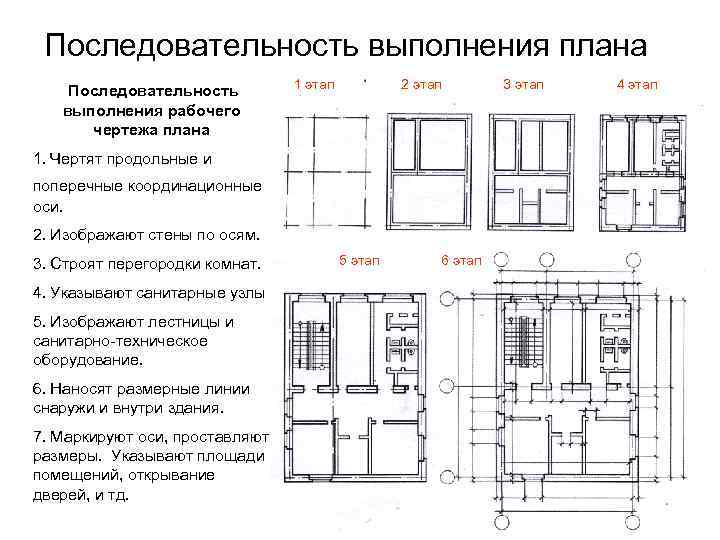 Последовательность выполнения плана
Последовательность
выполнения рабочего
чертежа плана
1. Чертят продольные и
поперечные координационные
оси.
2. Изображают стены по осям.
3. Строят перегородки комнат.
4. Указывают санитарные узлы
5. Изображают лестницы и
санитарно-техническое
оборудование.
6. Наносят размерные линии
снаружи и внутри здания.
7. Маркируют оси, проставляют
размеры. Указывают площади
помещений, открывание
дверей, и тд.
1 этап
2 этап
3 этап
4 этап
5 этап
6 этап